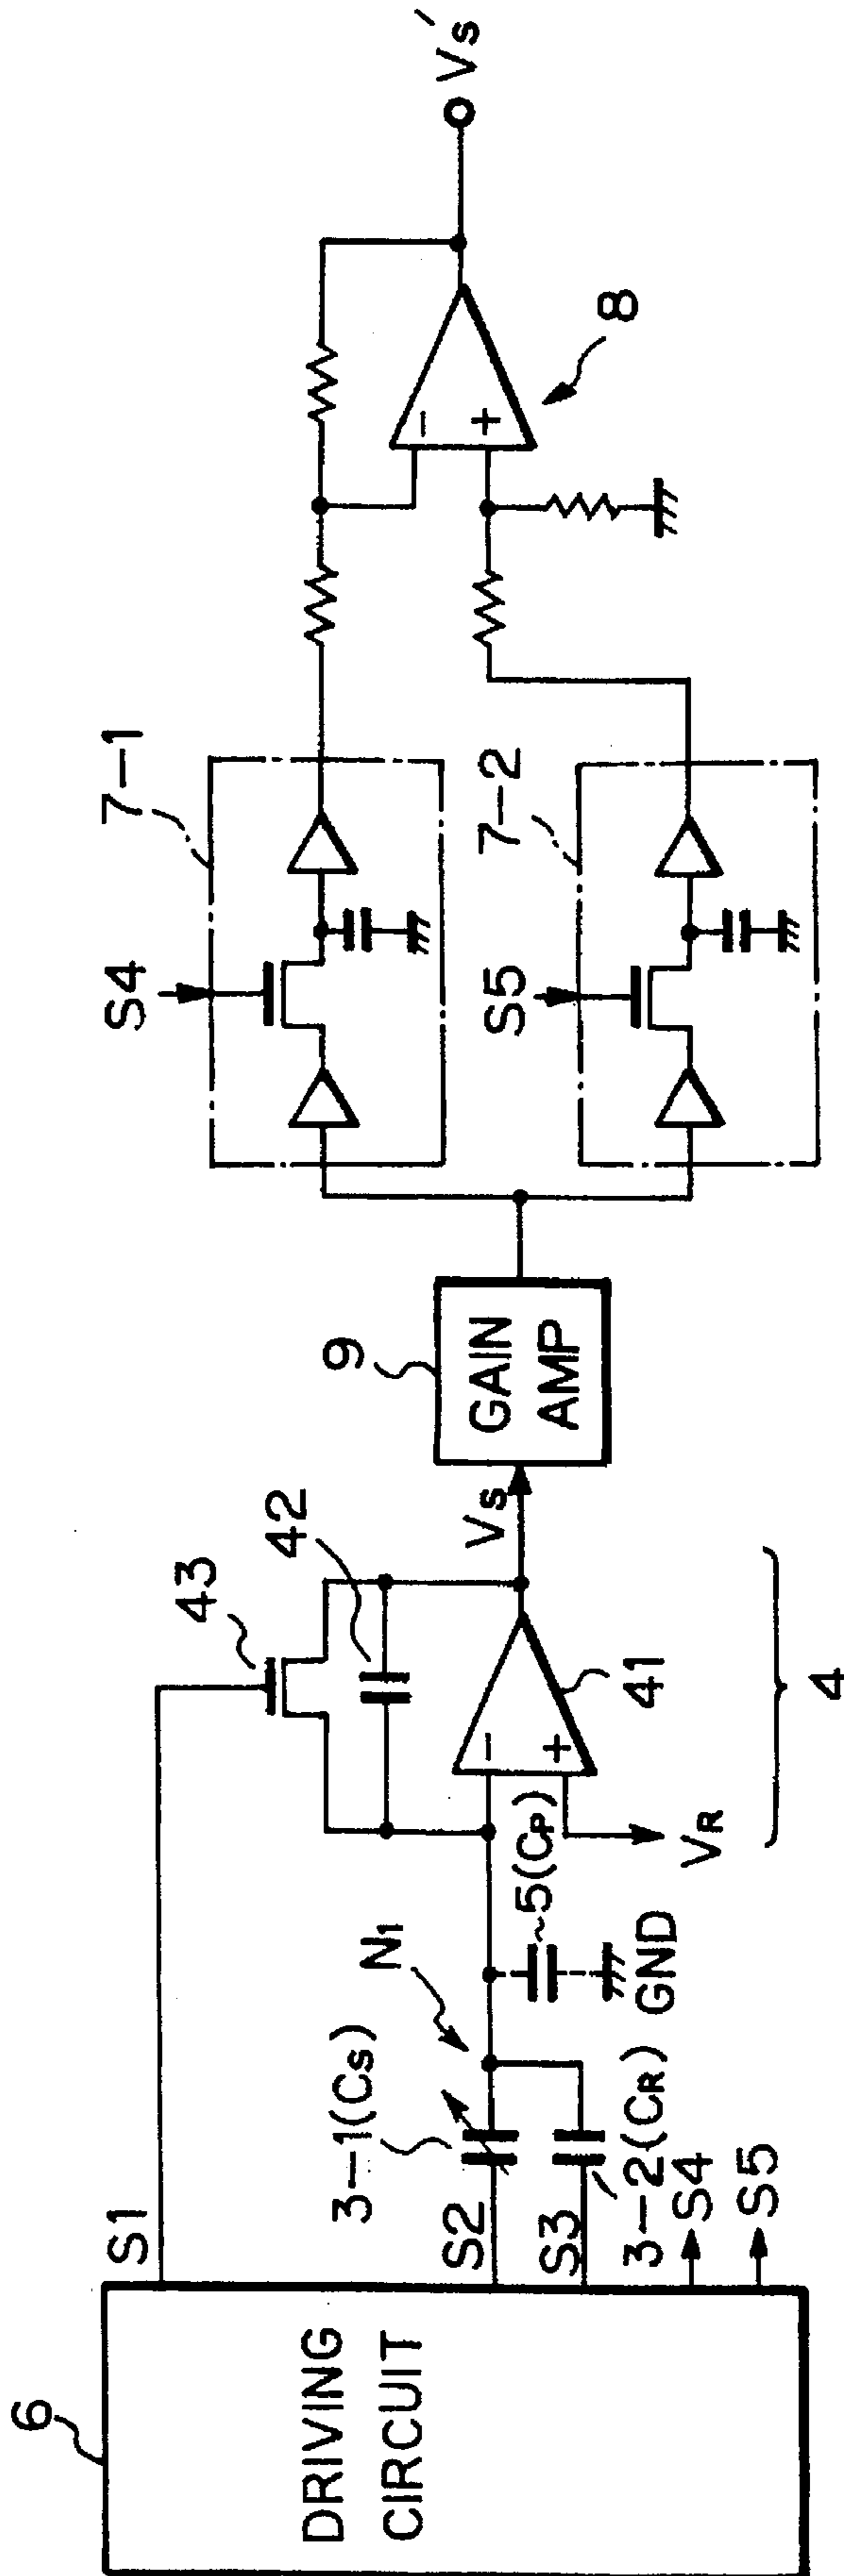 6
DRIVING
CIRCUIT
S1
S2
S3
S4
S5
3-1(CS)
3-2(CR)
N1
5(CP)
GND
VR
43
42
41
4
VS
9
GAIN
AMP
S4
7-1
S5
7-2
8
VS'
-
+
-
+